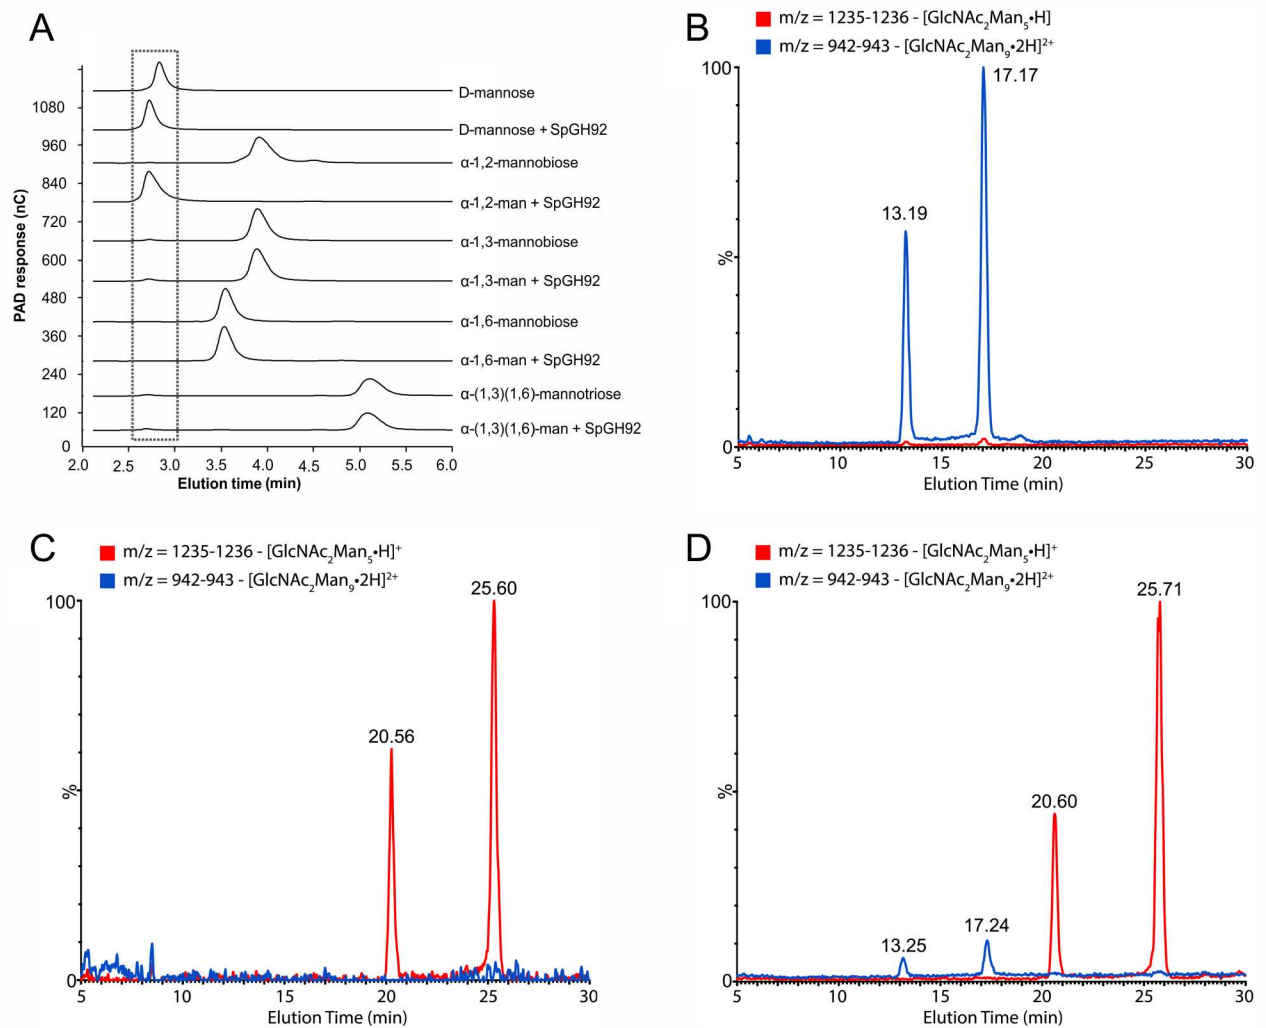 A
D-mannose
D-mannose + SpGH92
α-1,2-mannobiose
α-1,2-man + SpGH92
α-1,3-mannobiose
α-1,3-man + SpGH92
α-1,6-mannobiose
α-1,6-man + SpGH92
α-(1,3)(1,6)-mannotriose
α-(1,3)(1,6)-man + SpGH92
PAD response (nC)
1080
960
840
720
600
480
360
240
120
0
2.0 2.5 3.0 3.5 4.0 4.5 5.0 5.5 6.0
Elution time (min)
B
m/z = 1235-1236 - [GlcNAc₂Man₅•H]
m/z = 942-943 - [GlcNAc₂Man₉•2H]²⁺
100
17.17
13.19
%
0
5 10 15 20 25 30
Elution Time (min)
C
m/z = 1235-1236 - [GlcNAc₂Man₅•H]⁺
m/z = 942-943 - [GlcNAc₂Man₉•2H]²⁺
25.60
100
20.56
%
0
5 10 15 20 25 30
Elution Time (min)
D
m/z = 1235-1236 - [GlcNAc₂Man₅•H]⁺
m/z = 942-943 - [GlcNAc₂Man₉•2H]²⁺
25.71
100
20.60
%
17.24
13.25
0
5 10 15 20 25 30
Elution Time (min)